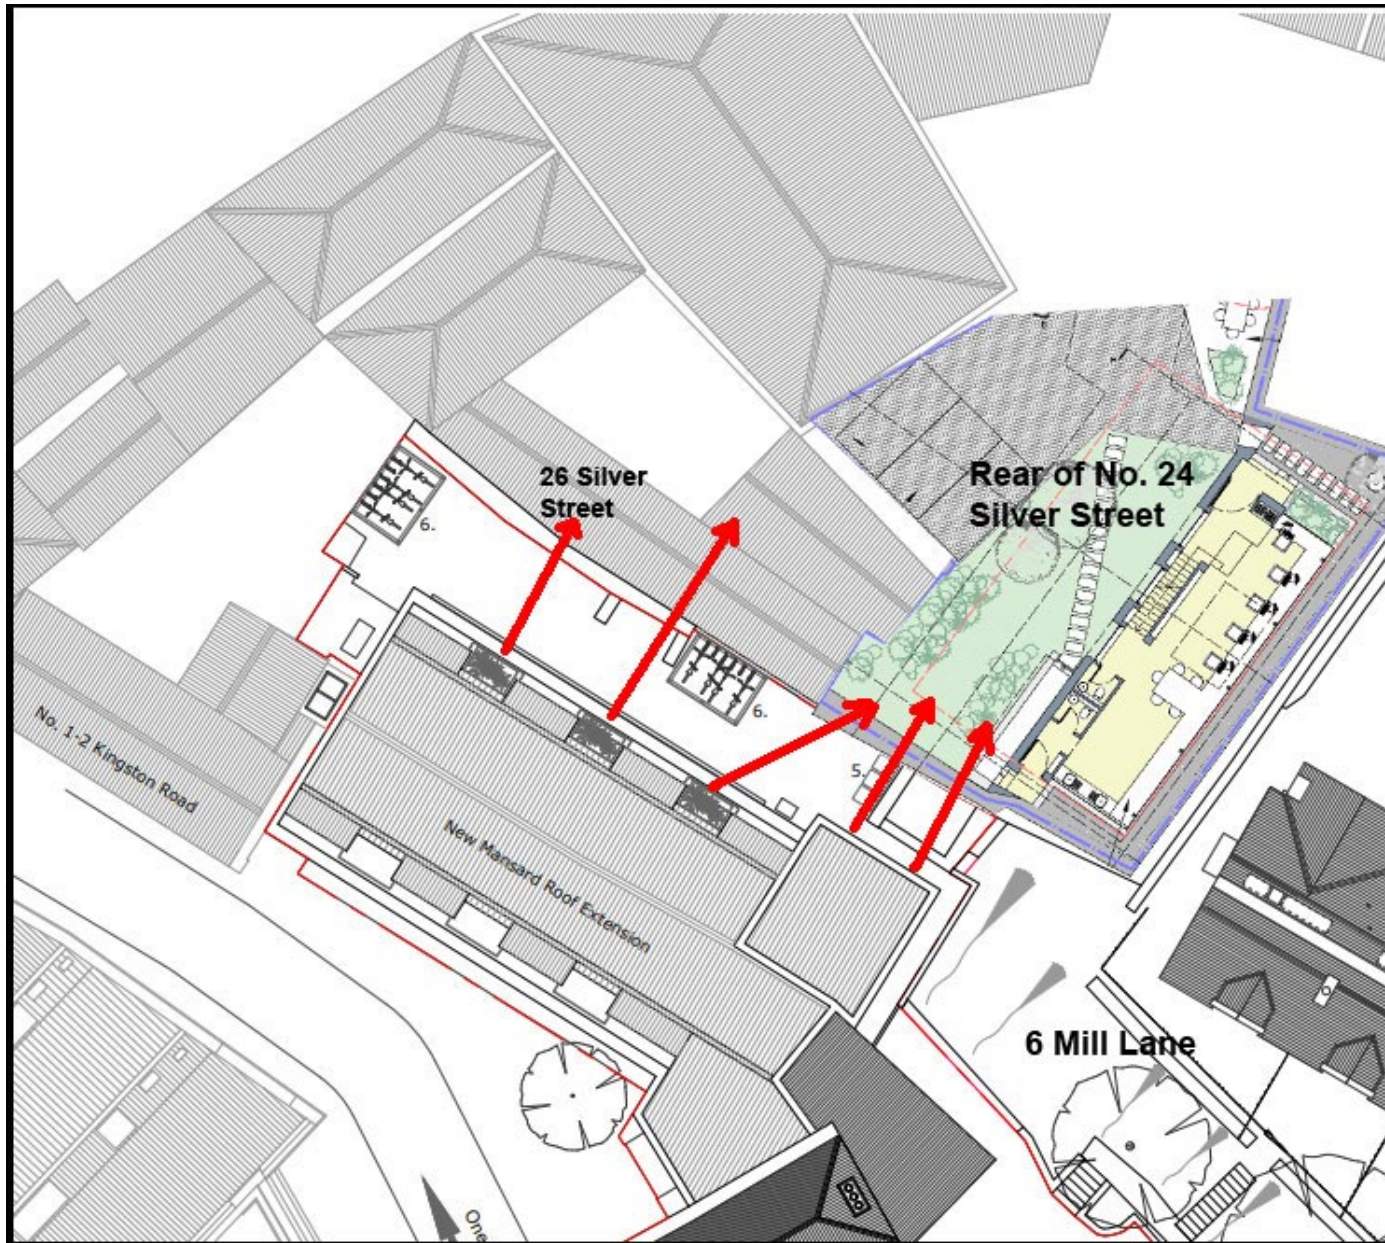 26 Silver
Street
Rear of No. 24
Silver Street
6.
6.
5.
No. 1-2 Kingston Road
New Mansard Roof Extension
6 Mill Lane
One